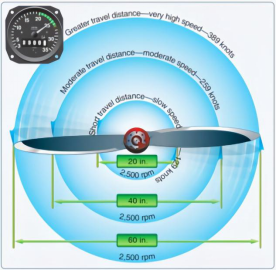 Greater travel distance—very high speed—389 knots
Moderate travel distance—moderate speed—259 knots
Short travel distance—slow speed—129 knots
20 in.
2,500 rpm
40 in.
2,500 rpm
60 in.
2,500 rpm